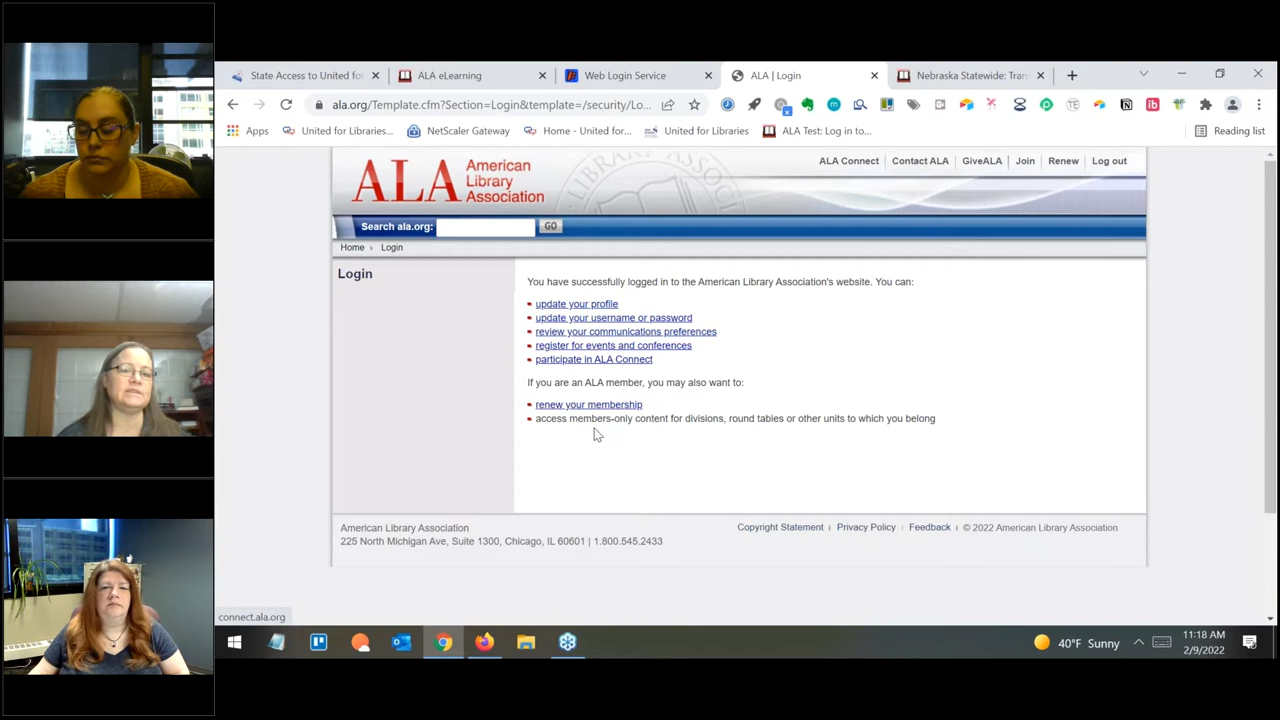 State Access to United fo
ALA eLearning
Web Login Service
ALA | Login
Nebraska Statewide: Tra
ala.org/Template.cfm?Section=Login&template=/security/Lo...
Apps
United for Libraries...
NetScaler Gateway
Home - United for...
United for Libraries
ALA Test: Log in to...
Reading list
ALA American Library Association
ALA Connect
Contact ALA
GiveALA
Join
Renew
Log out
Search ala.org:
GO
Home
Login
Login
You have successfully logged in to the American Library Association's website. You can:
update your profile
update your username or password
review your communications preferences
register for events and conferences
participate in ALA Connect
If you are an ALA member, you may also want to:
renew your membership
access members-only content for divisions, round tables or other units to which you belong
American Library Association
225 North Michigan Ave, Suite 1300, Chicago, IL 60601 | 1.800.545.2433
Copyright Statement
Privacy Policy
Feedback
© 2022 American Library Association
connect.ala.org
40°F Sunny
11:18 AM
2/9/2022